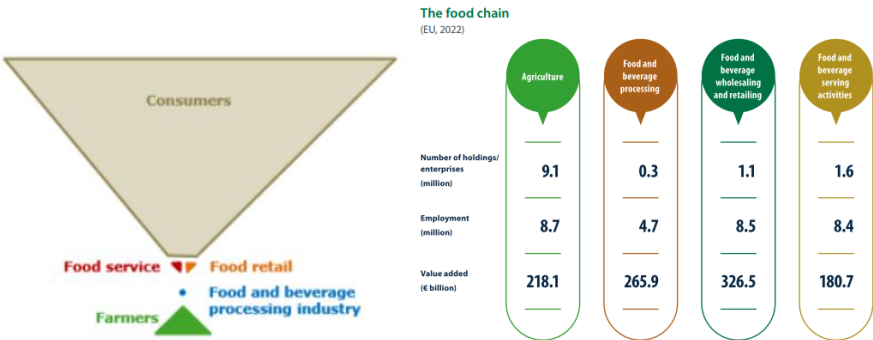 Consumers
Food service
Food retail
Food and beverage
processing industry
Farmers
The food chain
(EU, 2022)
Agriculture
Food and
beverage
processing
Food and
beverage
wholesaling
and retailing
Food and
beverage
serving
activities
Number of holdings/
enterprises
(million)
9.1
0.3
1.1
1.6
Employment
(million)
8.7
4.7
8.5
8.4
Value added
(€ billion)
218.1
265.9
326.5
180.7